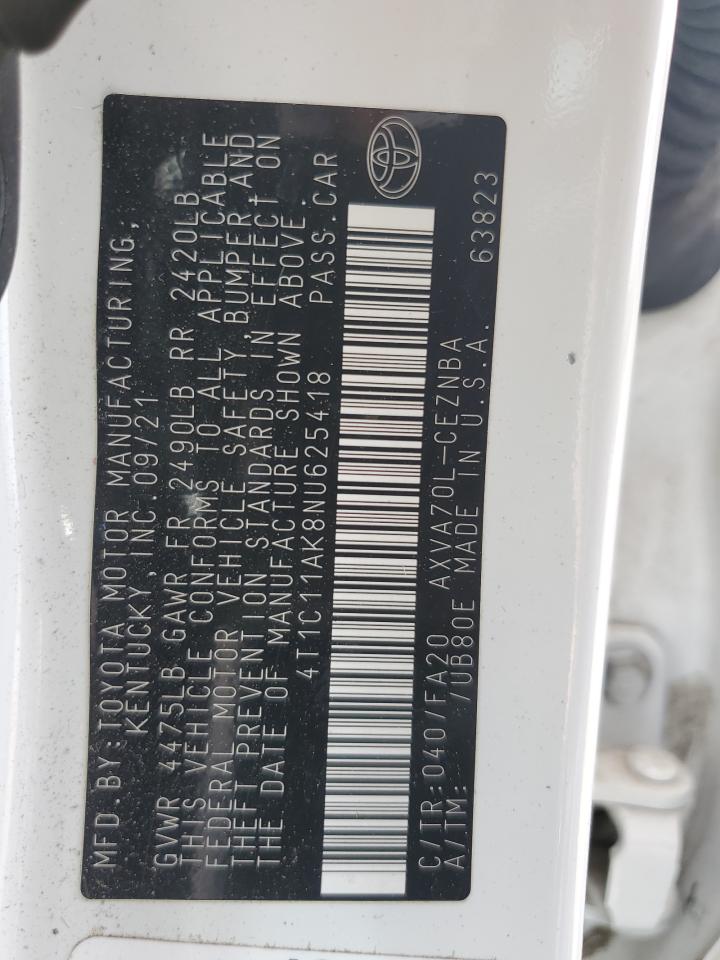 MFD.BY:TOYOTA MOTOR MANUFACTURING,
KENTUCKY,INC.09/21
GVWR 4475LB GAWR FR 2490LB RR 2420LB
THIS VEHICLE CONFORMS TO ALL APPLICABLE
FEDERAL MOTOR VEHICLE SAFETY,BUMPER,AND
THEFT PREVENTION STANDARDS IN EFFECT ON
THE DATE OF MANUFACTURE SHOWN ABOVE.
4T1C11AK8NU625418 PASS.CAR
C/TR:040/FA20 AXVA70L-CEZNBA
A/TM: /UB80E MADE IN U.S.A. 63823